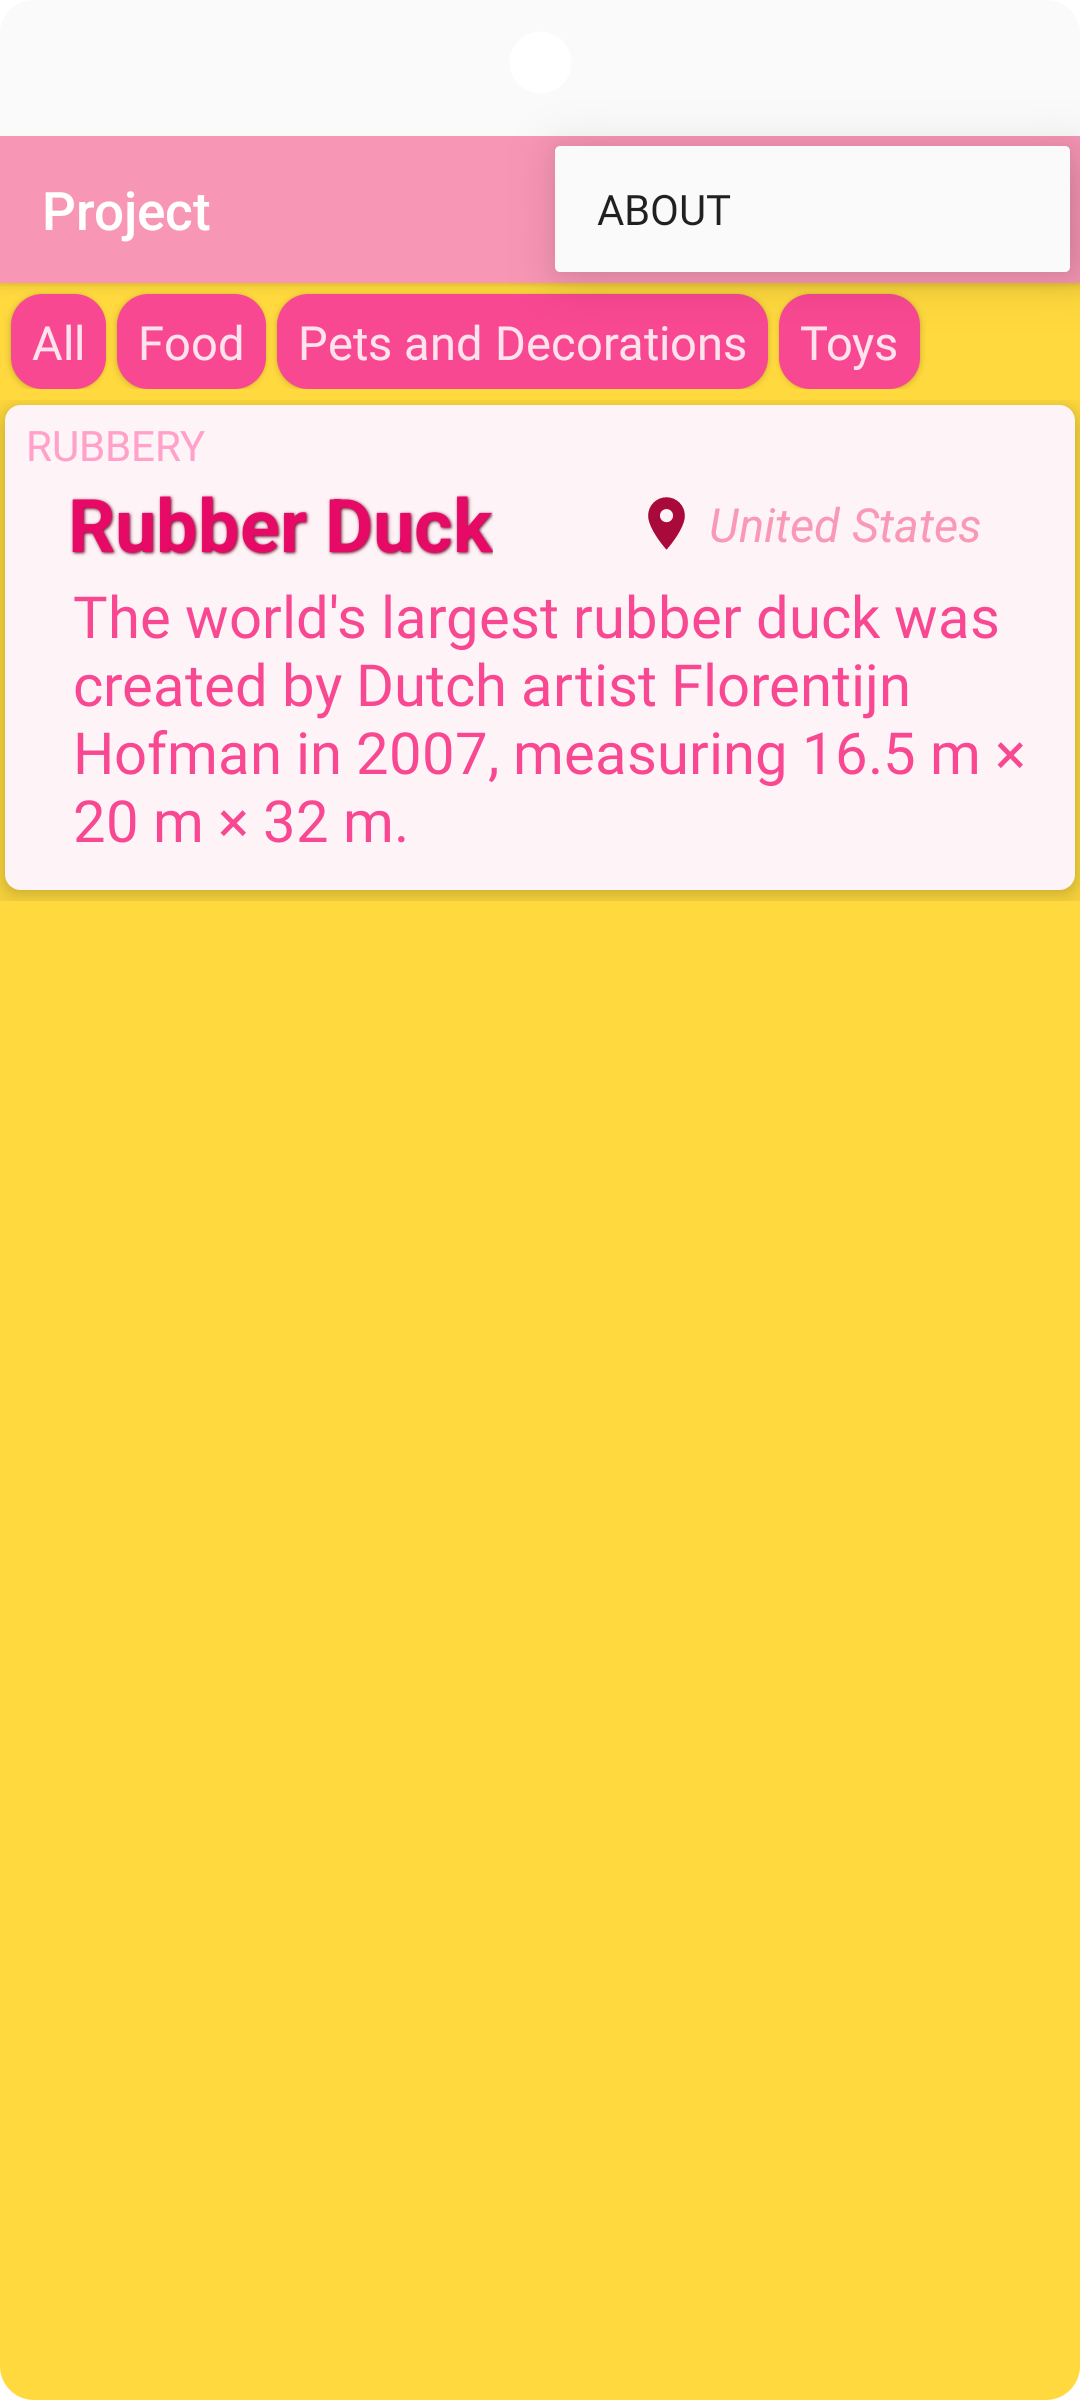 Project
ABOUT
All
Food
Pets and Decorations
Toys
RUBBERY
Rubber Duck
United States
The world's largest rubber duck was
created by Dutch artist Florentijn
Hofman in 2007, measuring 16.5 m ×
20 m × 32 m.